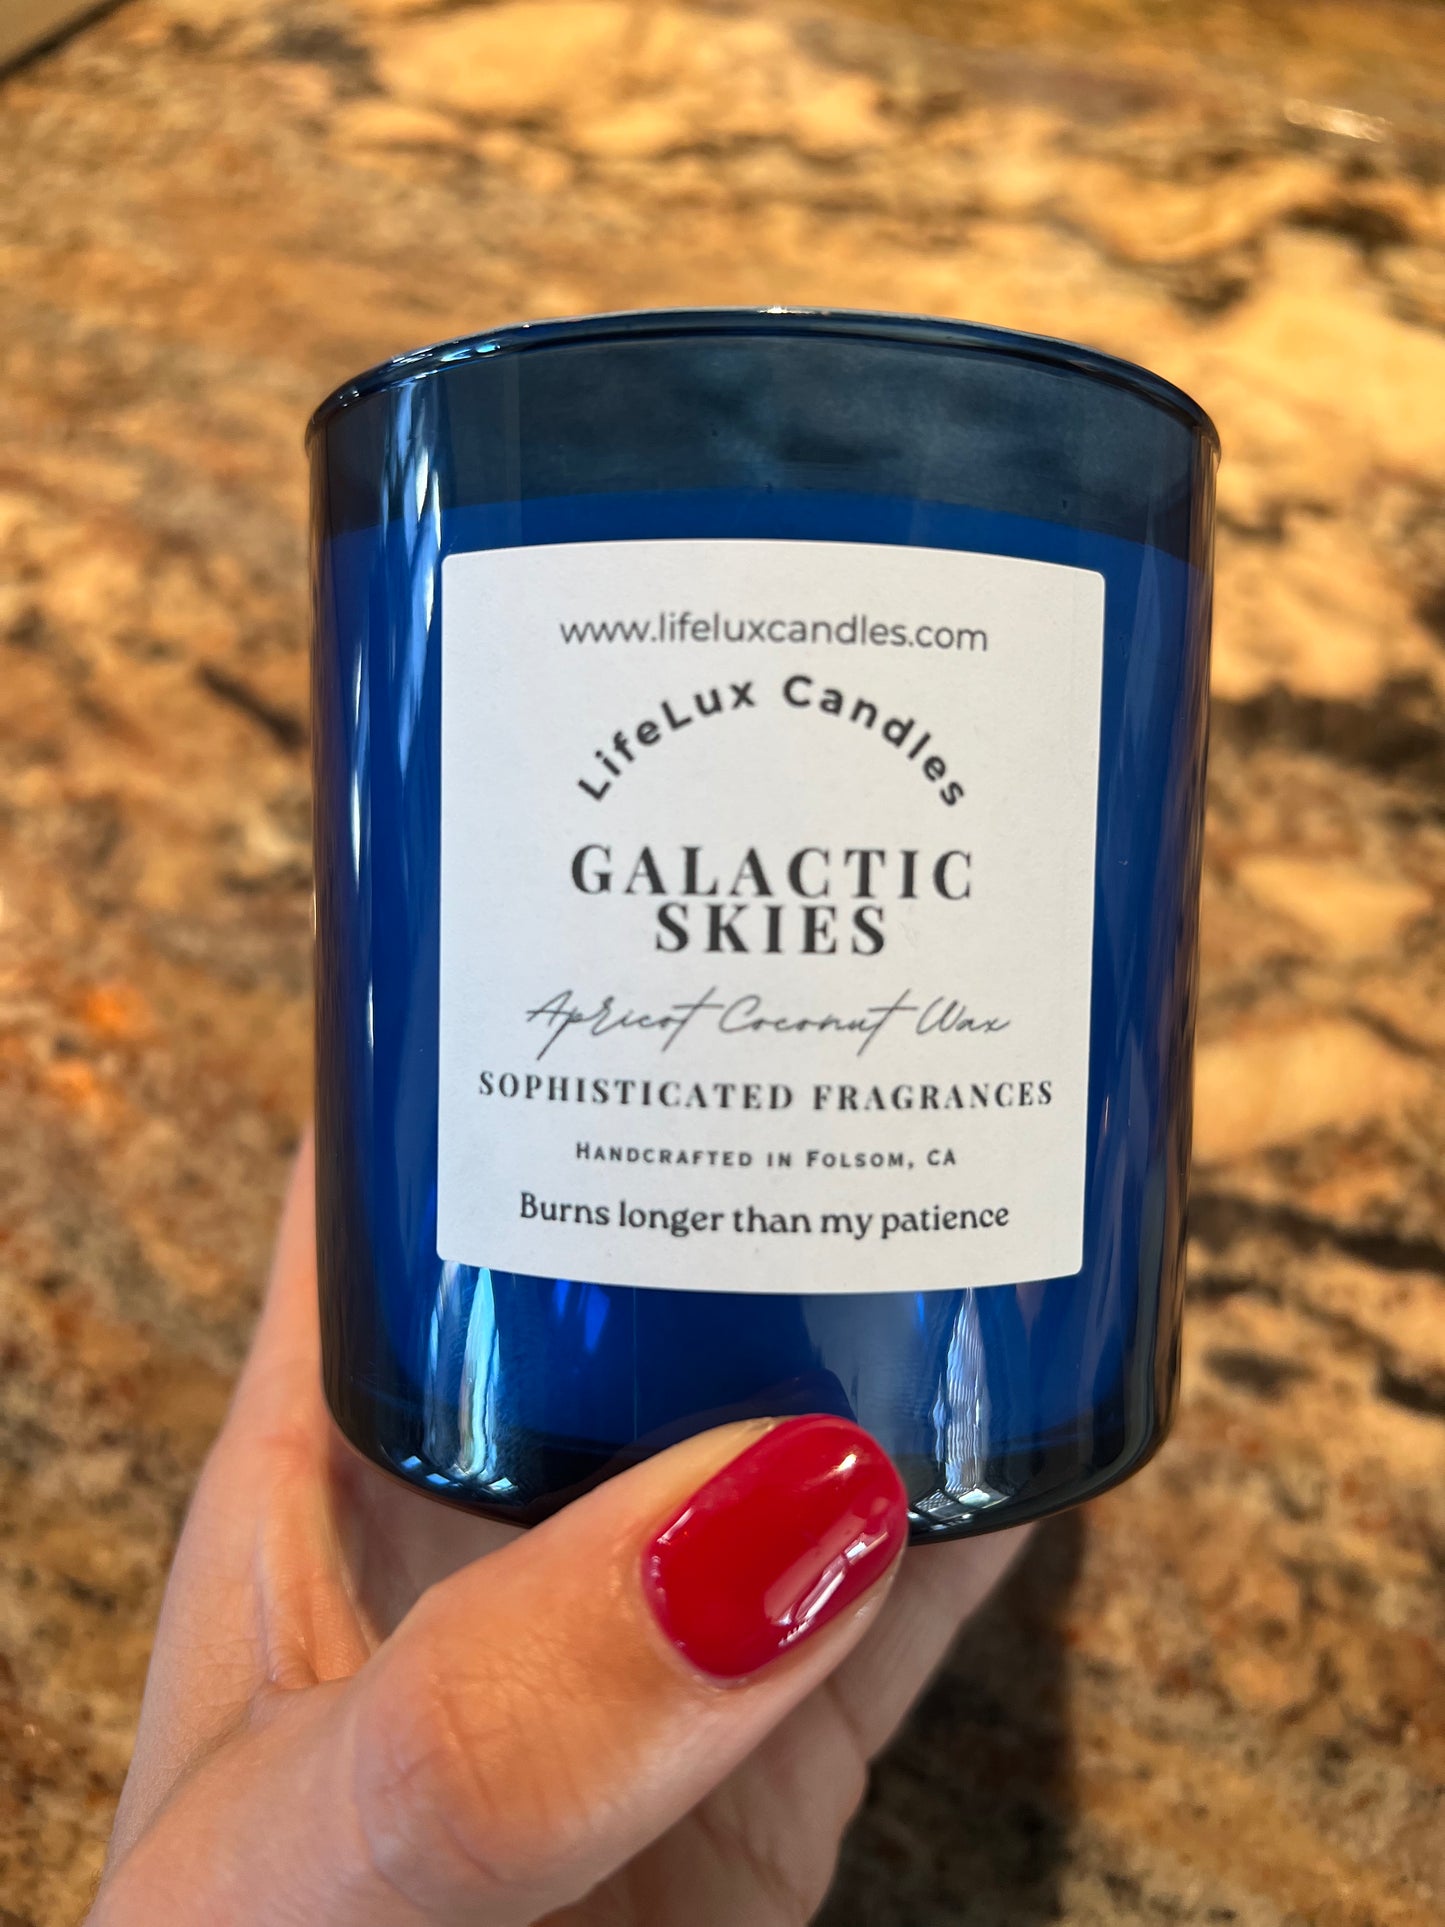 www.lifeluxcandles.com
LifeLux Candles
GALACTIC
SKIES
Apricot Coconut Wax
SOPHISTICATED FRAGRANCES
HANDCRAFTED IN FOLSOM, CA
Burns longer than my patience